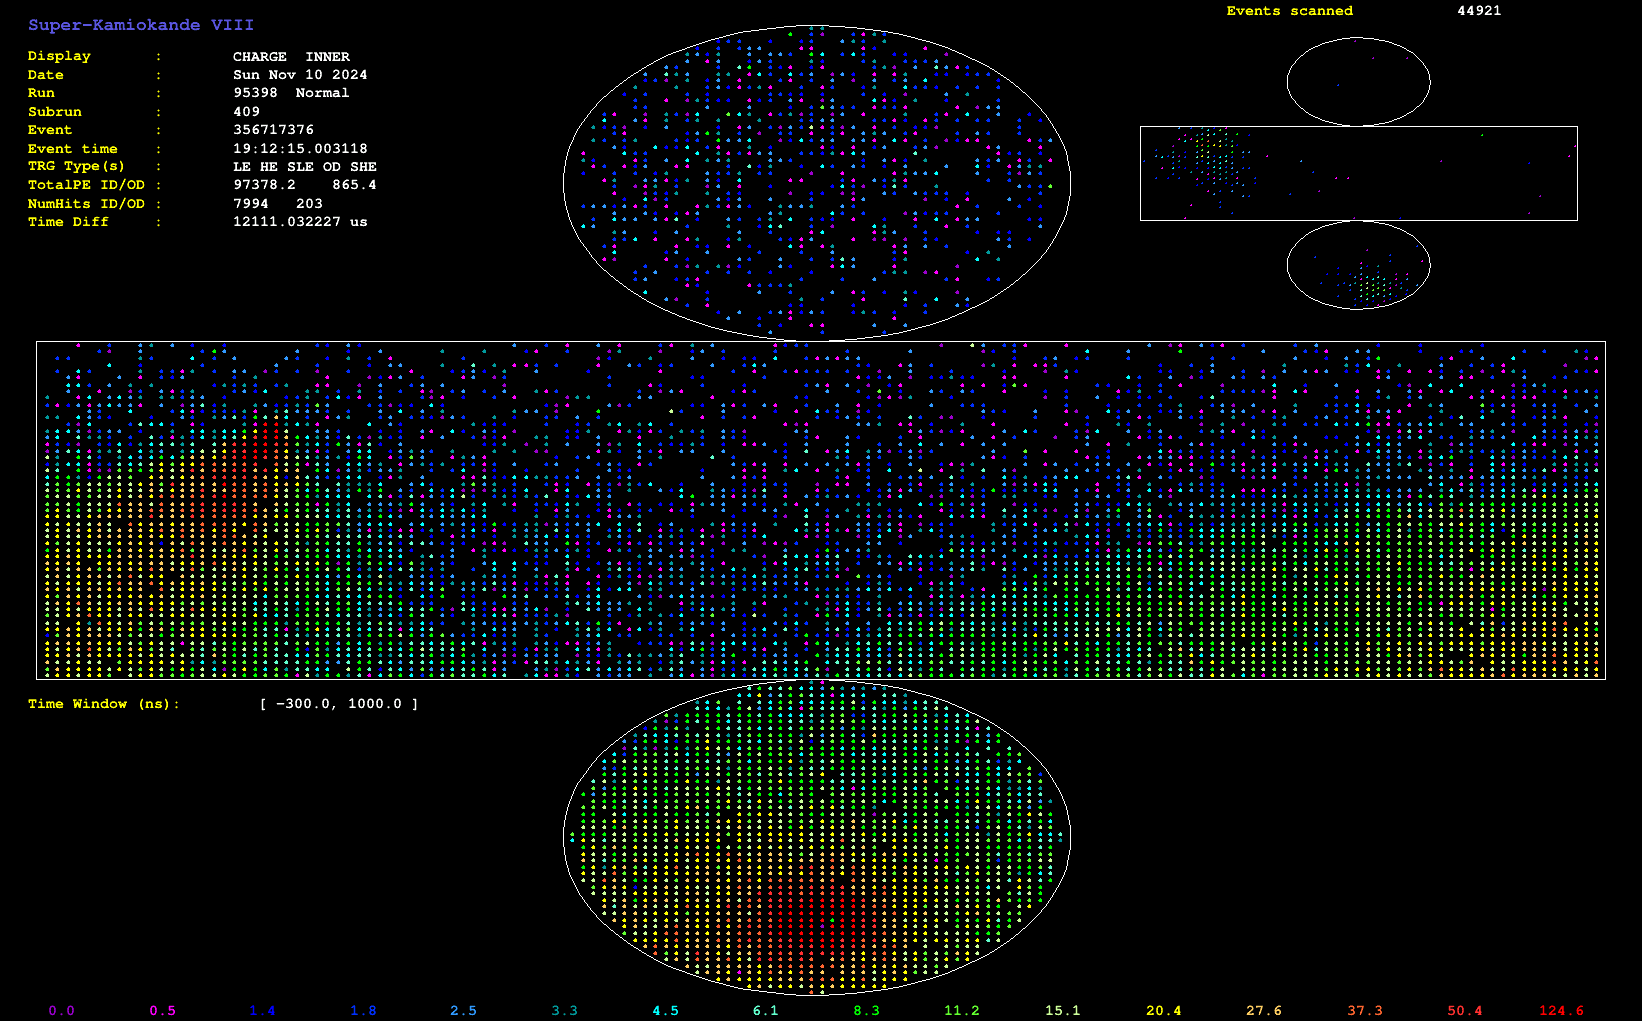 Super-Kamiokande VIII
Events scanned 44921
Display : CHARGE INNER
Date : Sun Nov 10 2024
Run : 95398 Normal
Subrun : 409
Event : 356717376
Event time : 19:12:15.003118
TRG Type(s) : LE HE SLE OD SHE
TotalPE ID/OD : 97378.2 865.4
NumHits ID/OD : 7994 203
Time Diff : 12111.032227 us
Time Window (ns): [ -300.0, 1000.0 ]
0.0 0.5 1.4 1.8 2.5 3.3 4.5 6.1 8.3 11.2 15.1 20.4 27.6 37.3 50.4 124.6